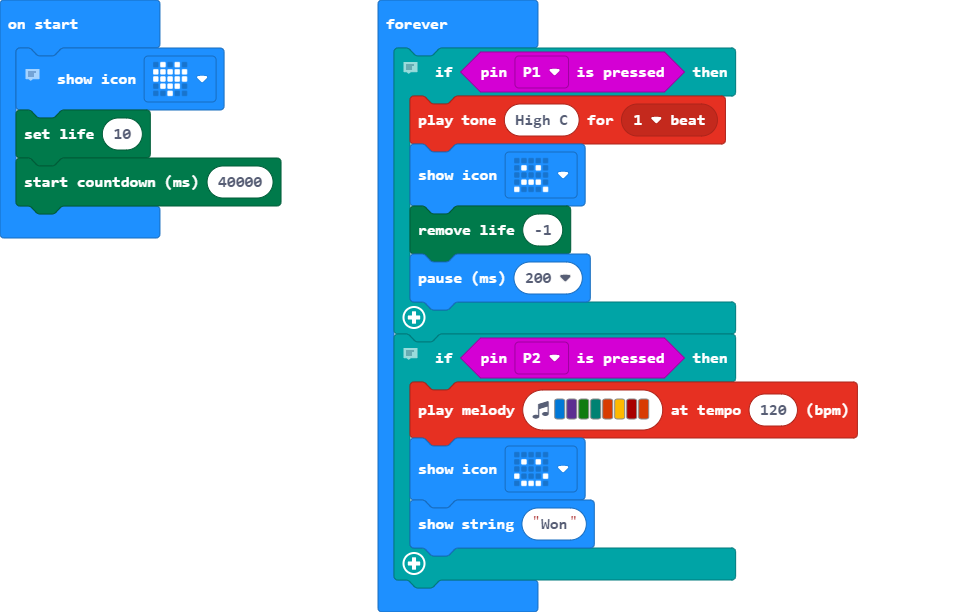 on start
show icon
set life 10
start countdown (ms) 40000
forever
if pin P1 is pressed then
play tone High C for 1 beat
show icon
remove life -1
pause (ms) 200
if pin P2 is pressed then
play melody at tempo 120 (bpm)
show icon
show string "Won"